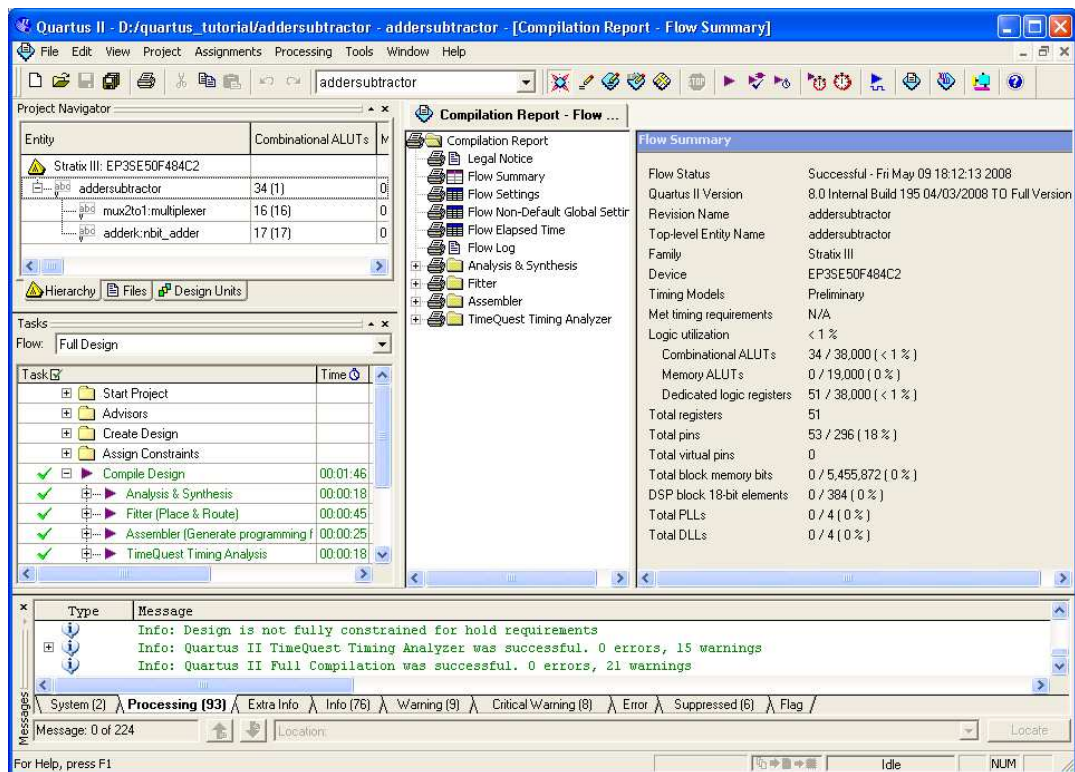 Quartus II - D:/quartus_tutorial/addersubtractor - addersubtractor - [Compilation Report - Flow Summary]
File Edit View Project Assignments Processing Tools Window Help
addersubtractor
Project Navigator
Entity Combinational ALUTs M
Stratix III: EP3SE50F484C2
addersubtractor 34 (1) 0
mux2to1:multiplexer 16 (16) 0
adderk:nbit_adder 17 (17) 0
Hierarchy Files Design Units
Tasks
Flow: Full Design
Task Time
Start Project
Advisors
Create Design
Assign Constraints
Compile Design 00:01:46
Analysis & Synthesis 00:00:18
Fitter (Place & Route) 00:00:45
Assembler (Generate programming f 00:00:25
TimeQuest Timing Analysis 00:00:18
Compilation Report - Flow ...
Compilation Report
Legal Notice
Flow Summary
Flow Settings
Flow Non-Default Global Settir
Flow Elapsed Time
Flow Log
Analysis & Synthesis
Fitter
Assembler
TimeQuest Timing Analyzer
Flow Summary
Flow Status Successful - Fri May 09 18:12:13 2008
Quartus II Version 8.0 Internal Build 195 04/03/2008 TO Full Version
Revision Name addersubtractor
Top-level Entity Name addersubtractor
Family Stratix III
Device EP3SE50F484C2
Timing Models Preliminary
Met timing requirements N/A
Logic utilization < 1 %
Combinational ALUTs 34 / 38,000 ( < 1 % )
Memory ALUTs 0 / 19,000 ( 0 % )
Dedicated logic registers 51 / 38,000 ( < 1 % )
Total registers 51
Total pins 53 / 296 ( 18 % )
Total virtual pins 0
Total block memory bits 0 / 5,455,872 ( 0 % )
DSP block 18-bit elements 0 / 384 ( 0 % )
Total PLLs 0 / 4 ( 0 % )
Total DLLs 0 / 4 ( 0 % )
Type Message
Info: Design is not fully constrained for hold requirements
Info: Quartus II TimeQuest Timing Analyzer was successful. 0 errors, 15 warnings
Info: Quartus II Full Compilation was successful. 0 errors, 21 warnings
System (2) Processing (93) Extra Info Info (76) Warning (9) Critical Warning (8) Error Suppressed (6) Flag
Messages
Message: 0 of 224 Location: Locate
For Help, press F1 Idle NUM